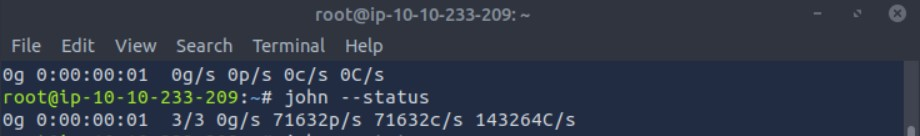 root@ip-10-10-233-209: ~
File Edit View Search Terminal Help
0g 0:00:00:01  0g/s 0p/s 0c/s 0C/s
root@ip-10-10-233-209:~# john --status
0g 0:00:00:01  3/3 0g/s 71632p/s 71632c/s 143264C/s